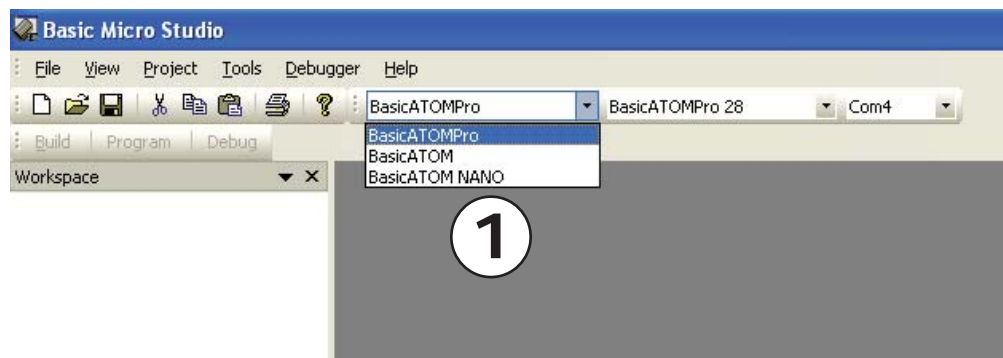 Basic Micro Studio
File View Project Tools Debugger Help
BasicATOMPro BasicATOMPro 28 Com4
BasicATOMPro
Build Program Debug
BasicATOM
Workspace
BasicATOM NANO
1